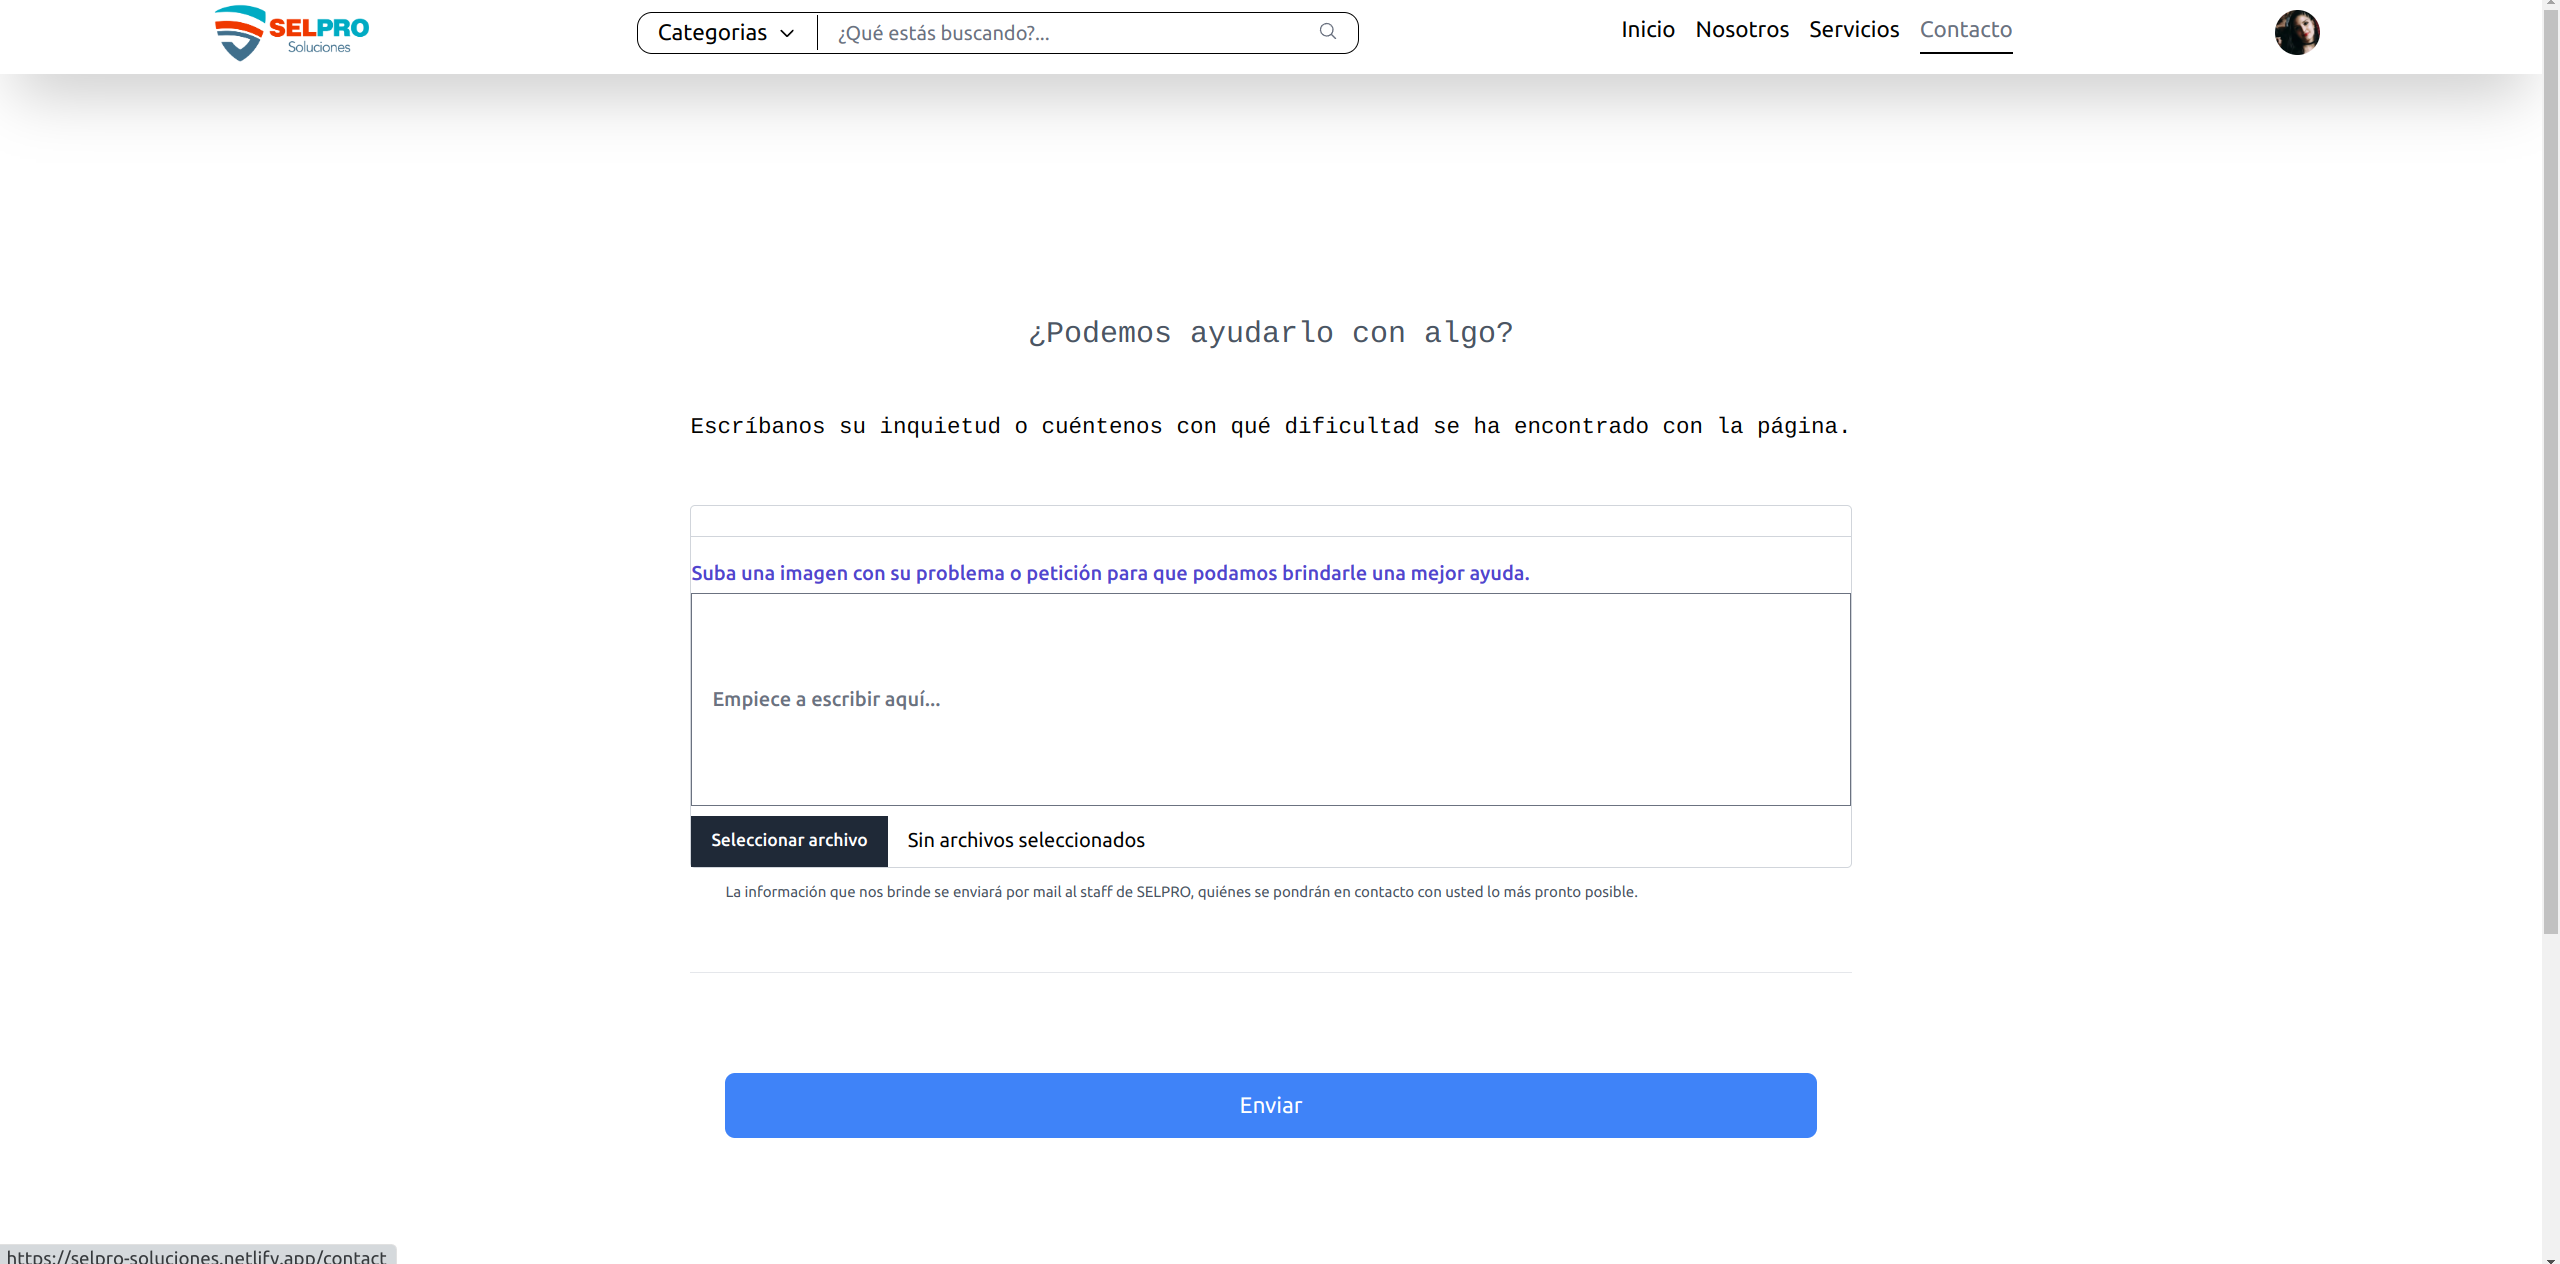 SELPRO
Soluciones
Categorias
¿Qué estás buscando?...
Inicio Nosotros Servicios Contacto
¿Podemos ayudarlo con algo?
Escríbanos su inquietud o cuéntenos con qué dificultad se ha encontrado con la página.
Suba una imagen con su problema o petición para que podamos brindarle una mejor ayuda.
Empiece a escribir aquí...
Seleccionar archivo Sin archivos seleccionados
La información que nos brinde se enviará por mail al staff de SELPRO, quiénes se pondrán en contacto con usted lo más pronto posible.
Enviar
https://selpro-soluciones.netlify.app/contact